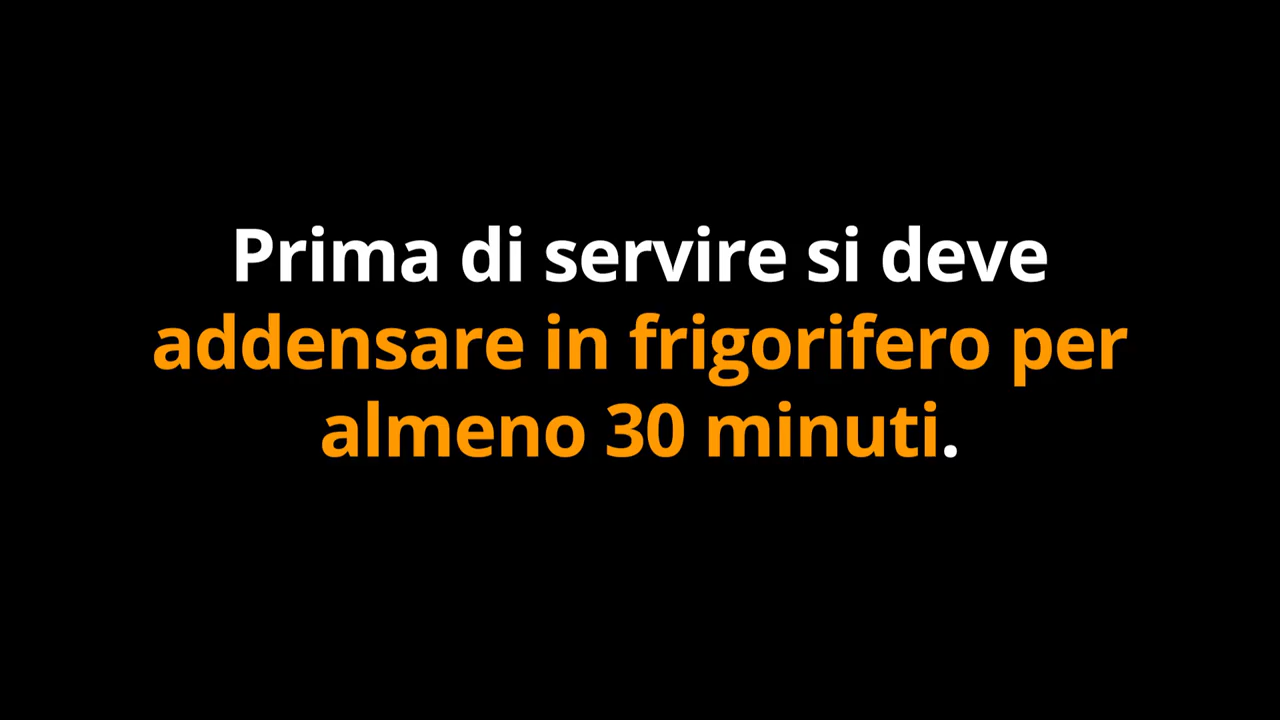 Prima di servire si deve
addensare in frigorifero per
almeno 30 minuti.